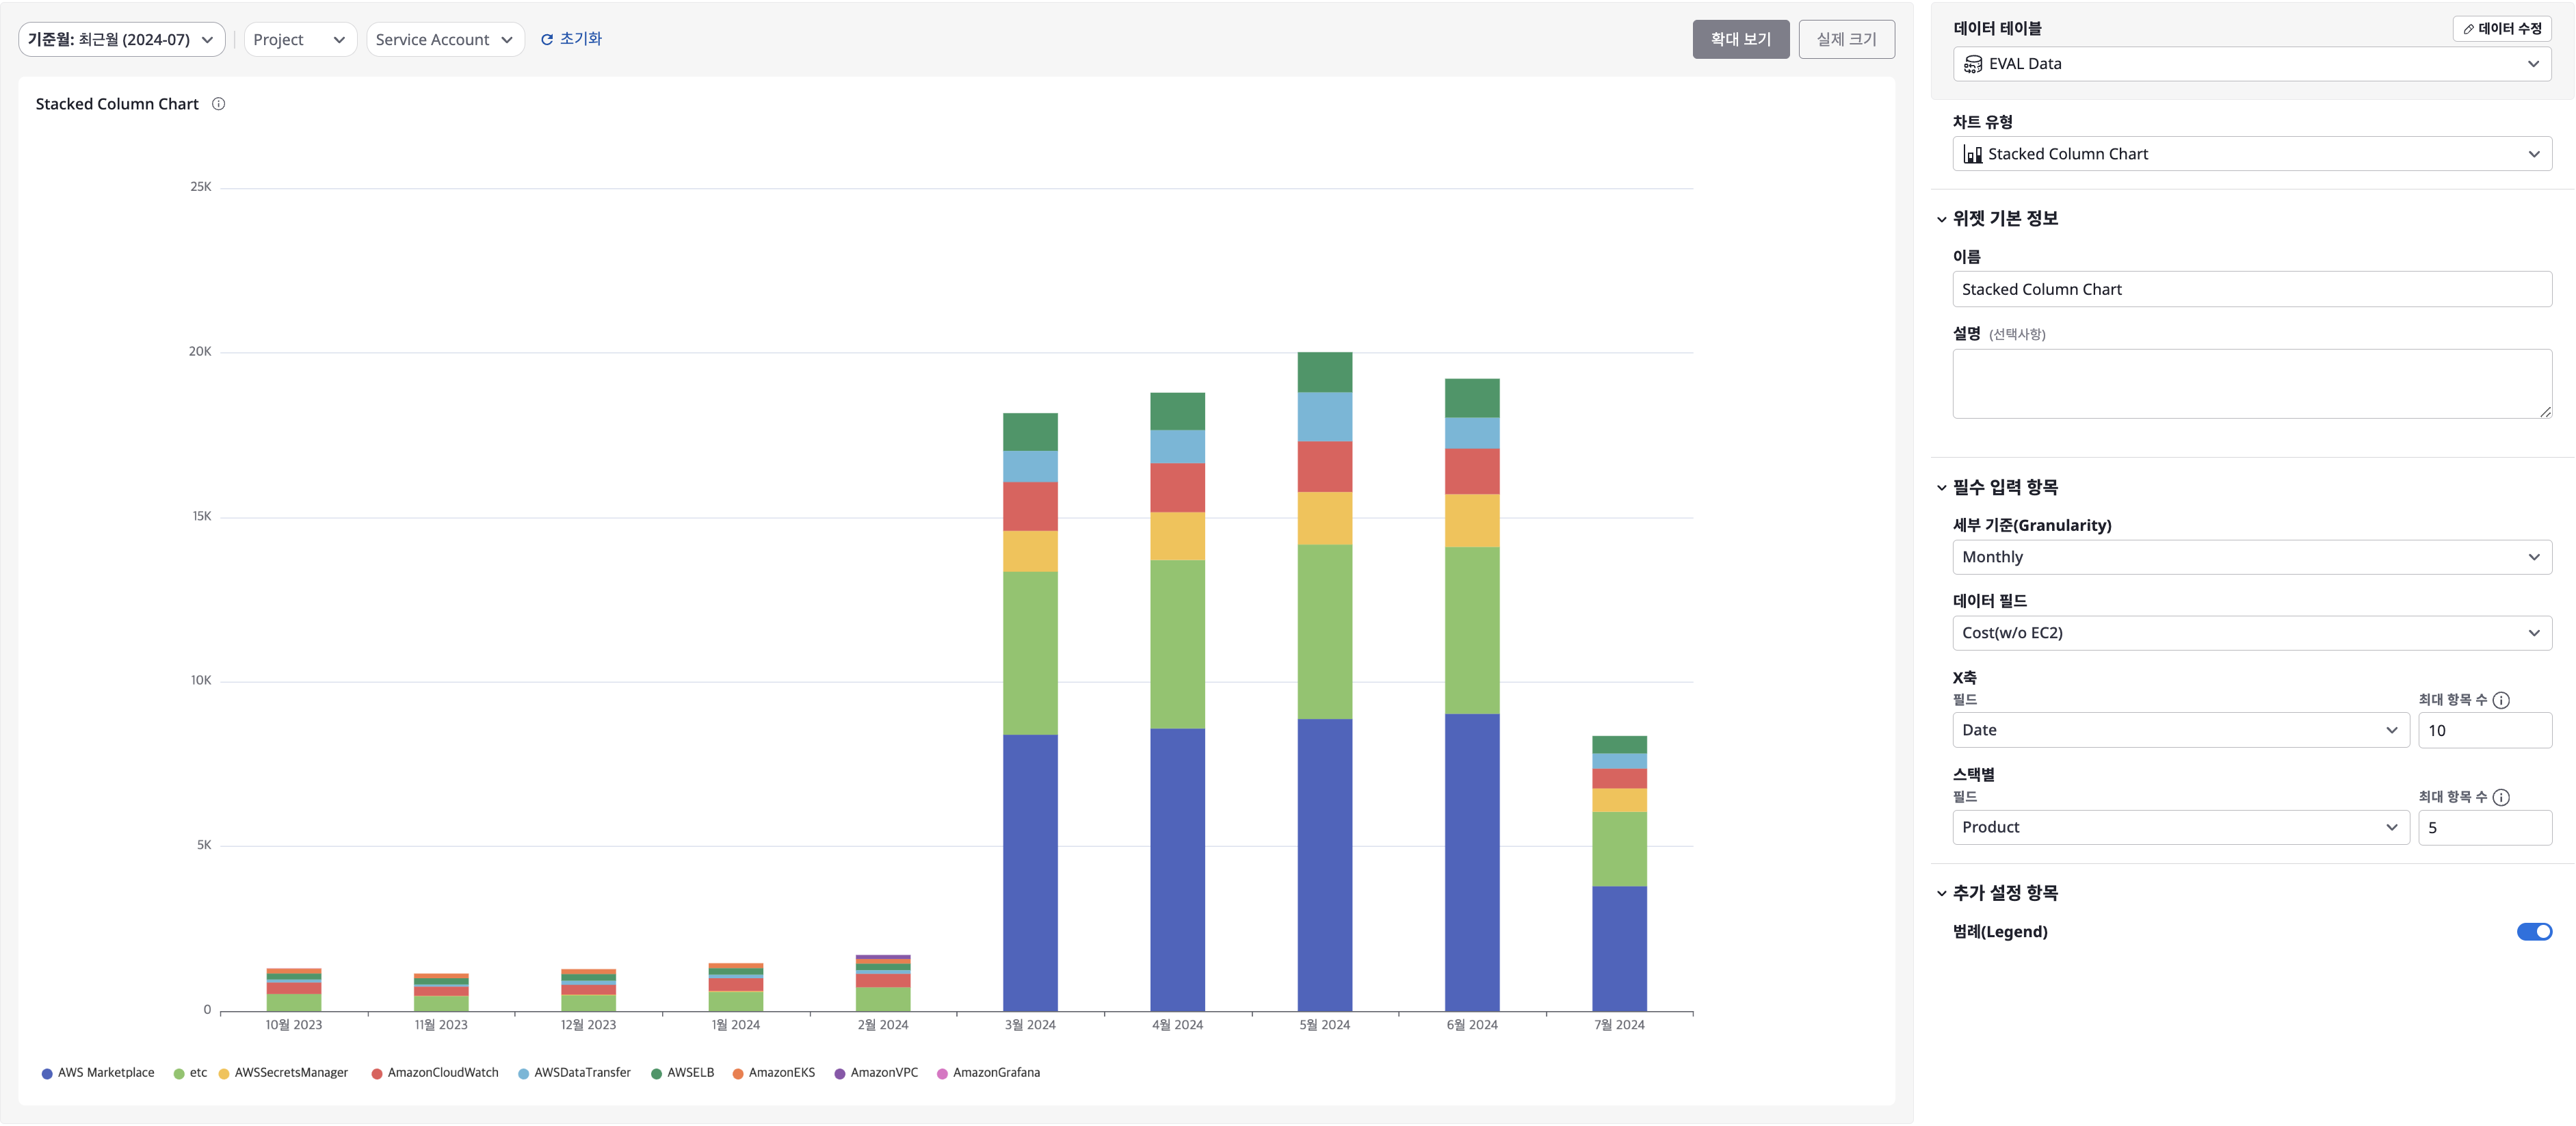 기준월: 최근월 (2024-07)
Project
Service Account
초기화
확대 보기
실제 크기
Stacked Column Chart
25K
20K
15K
10K
5K
0
10월 2023
11월 2023
12월 2023
1월 2024
2월 2024
3월 2024
4월 2024
5월 2024
6월 2024
7월 2024
AWS Marketplace
etc
AWSSecretsManager
AmazonCloudWatch
AWSDataTransfer
AWSELB
AmazonEKS
AmazonVPC
AmazonGrafana
데이터 테이블
데이터 수정
EVAL Data
차트 유형
Stacked Column Chart
위젯 기본 정보
이름
Stacked Column Chart
설명 (선택사항)
필수 입력 항목
세부 기준(Granularity)
Monthly
데이터 필드
Cost(w/o EC2)
X축
필드
최대 항목 수
Date
10
스택별
필드
최대 항목 수
Product
5
추가 설정 항목
범례(Legend)